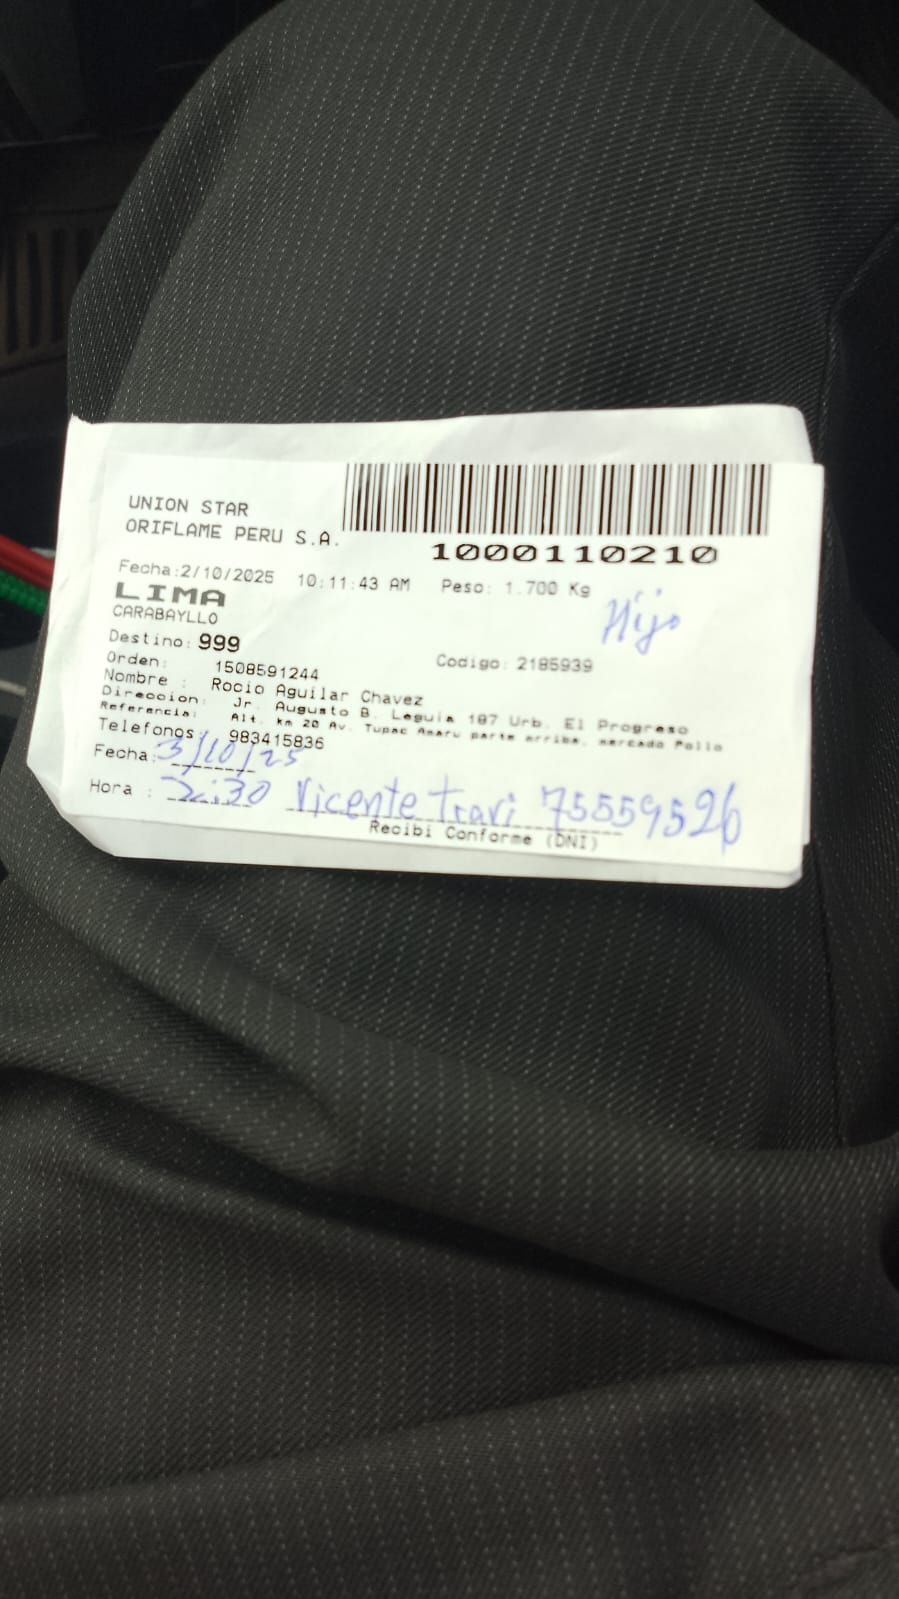 UNION STAR
ORIFLAME PERU S.A.
1000110210
Fecha:2/10/2025 10:11:43 AM Peso: 1.700 Kg
LIMA
Hijo
CARABAYLLO
Destino: 999
Orden: 1508591244 Codigo: 2185939
Nombre : Rocio Aguilar Chavez
Direccion: Jr. Augusto B. Leguia 187 Urb. El Progreso
Referencia: Alt. km 20 Av. Tupac Amaru parte arriba, mercado Pollo
Telefonos: 983415836
Fecha: 3/10/25
Hora : 2:30 Vicente travi 75559526
Recibi Conforme (DNI)